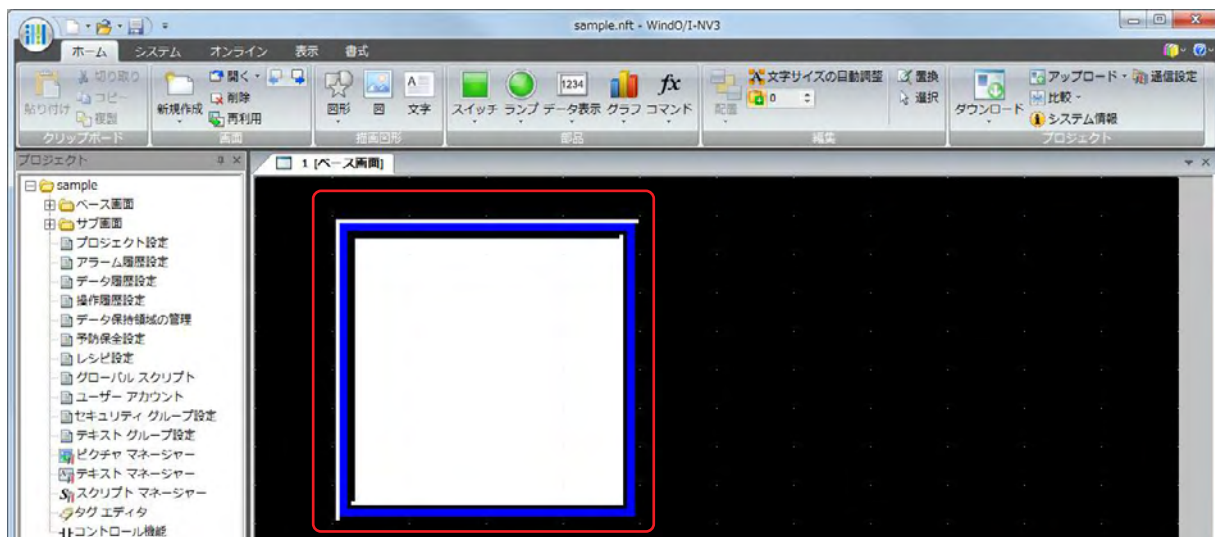 sample.nft - WindO/I-NV3
ホーム システム オンライン 表示 書式
切り取り 開く 文字サイズの自動調整 置換 アップロード 通信設定
コピー 削除 0 選択 比較
貼り付け 複製 新規作成 再利用 図形 図 文字 スイッチ ランプ データ表示 グラフ コマンド 配置 ダウンロード システム情報
クリップボード 画面 描画図形 部品 編集 プロジェクト
A 1234 fx
プロジェクト 1 [ベース画面]
sample
ベース画面
サブ画面
プロジェクト設定
アラーム履歴設定
データ履歴設定
操作履歴設定
データ保持領域の管理
予防保全設定
レシピ設定
グローバル スクリプト
ユーザー アカウント
セキュリティ グループ設定
テキスト グループ設定
ピクチャ マネージャー
テキスト マネージャー
スクリプト マネージャー
タグ エディタ
コントロール機能